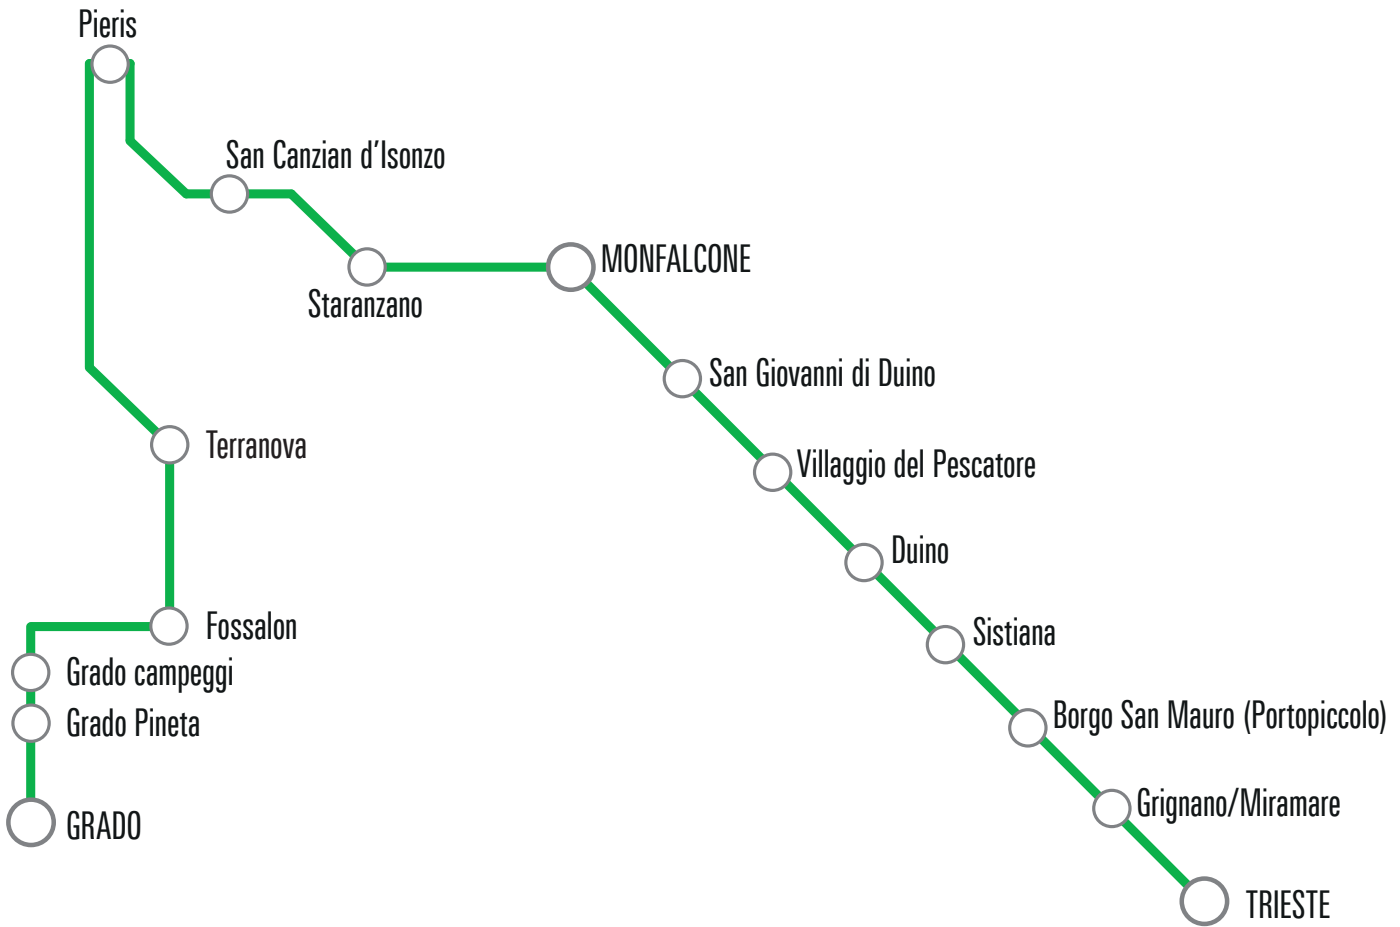 Pieris
San Canzian d'Isonzo
MONFALCONE
Staranzano
San Giovanni di Duino
Terranova
Villaggio del Pescatore
Duino
Fossalon
Sistiana
Grado campeggi
Grado Pineta
Borgo San Mauro (Portopiccolo)
Grignano/Miramare
GRADO
TRIESTE